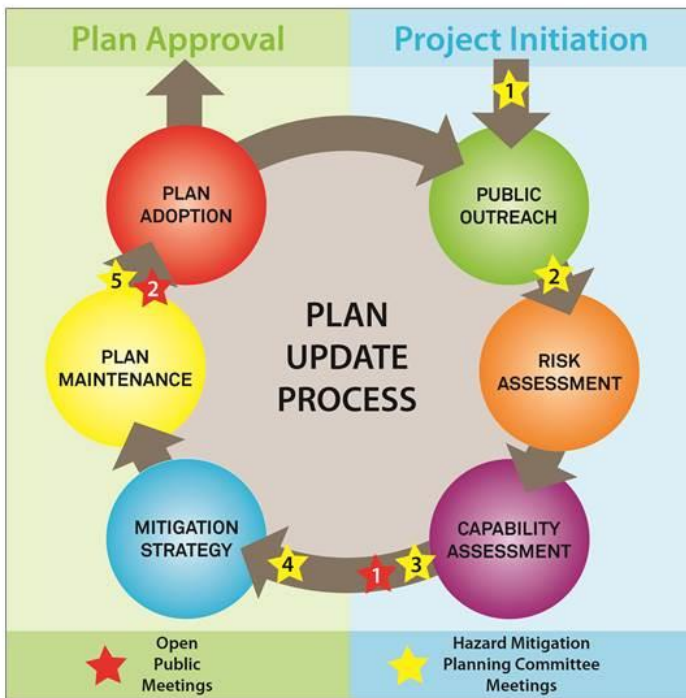 Plan Approval
Project Initiation
1
PLAN
ADOPTION
PUBLIC
OUTREACH
5
2
2
PLAN
UPDATE
PROCESS
PLAN
MAINTENANCE
RISK
ASSESSMENT
MITIGATION
STRATEGY
CAPABILITY
ASSESSMENT
4
1
3
Open
Public
Meetings
Hazard Mitigation
Planning Committee
Meetings